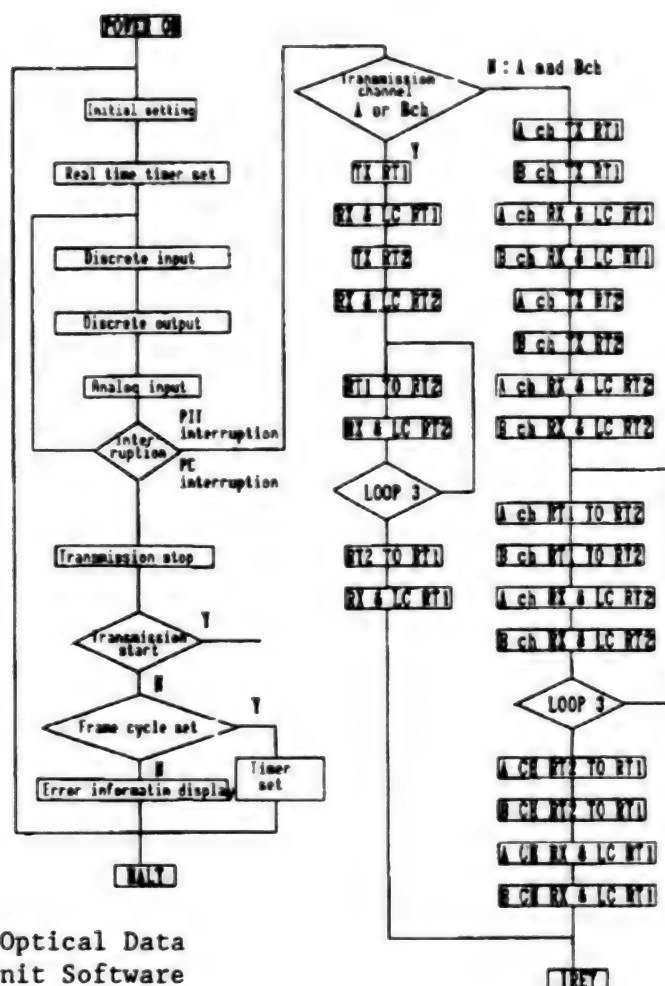 POWER ON
Initial setting
Real time timer set
Discrete input
Discrete output
Analog input
Inter
ruption
PIT
interruption
PC
interruption
Transmission stop
Transmission
start
Y
N
Frame cycle set
Y
N
Timer
set
Error informatim display
HALT
Transmission
channel
A or Bch
N : A and Bch
Y
TX RT1
RX & LC RT1
TX RT2
RX & LC RT2
RT1 TO RT2
RX & LC RT2
LOOP 3
RT2 TO RT1
RX & LC RT1
A ch TX RT1
B ch TX RT1
A ch RX & LC RT1
B ch RX & LC RT1
A ch TX RT2
B ch TX RT2
A ch RX & LC RT2
B ch RX & LC RT2
A ch RT1 TO RT2
B ch RT1 TO RT2
A ch RX & LC RT2
B ch RX & LC RT2
LOOP 3
A CH RT2 TO RT1
B CH RT2 TO RT1
A CH RX & LC RT1
B CH RX & LC RT1
Optical Data
nit Software